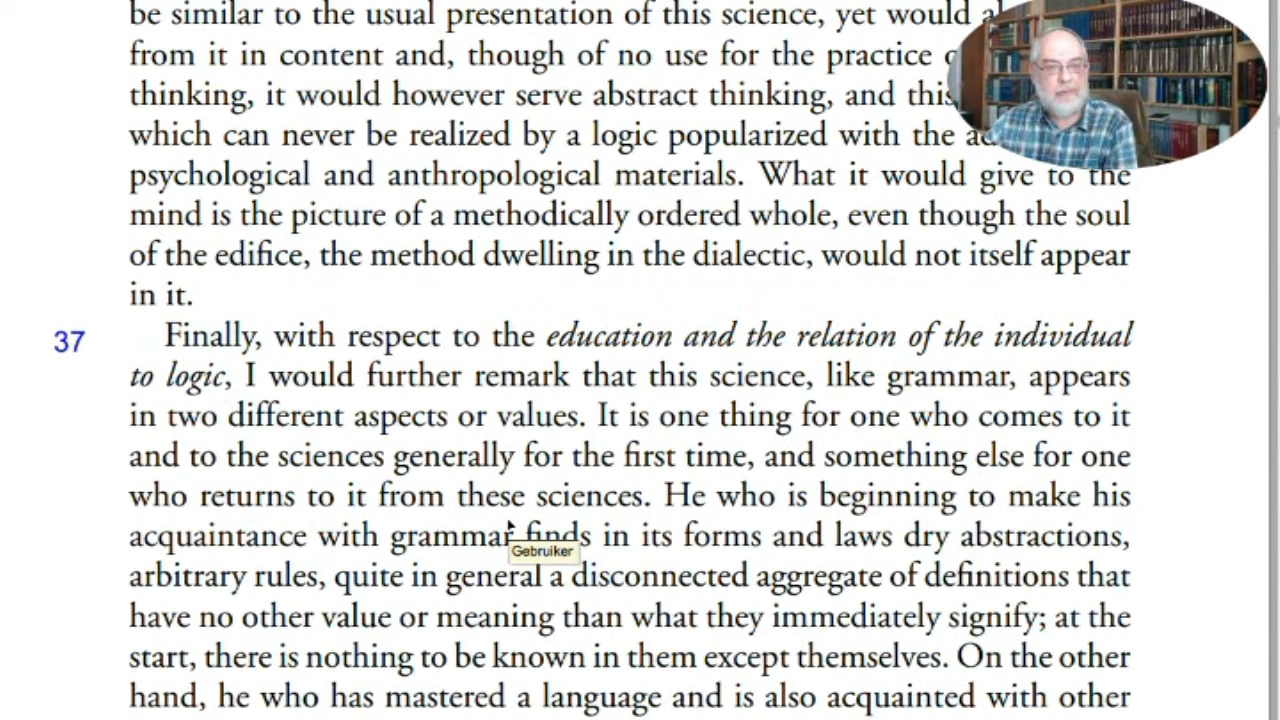 be similar to the usual presentation of this science, yet would
from it in content and, though of no use for the practice
thinking, it would however serve abstract thinking, and this
which can never be realized by a logic popularized with the
psychological and anthropological materials. What it would give to the
mind is the picture of a methodically ordered whole, even though the soul
of the edifice, the method dwelling in the dialectic, would not itself appear
in it.
37 Finally, with respect to the education and the relation of the individual
to logic, I would further remark that this science, like grammar, appears
in two different aspects or values. It is one thing for one who comes to it
and to the sciences generally for the first time, and something else for one
who returns to it from these sciences. He who is beginning to make his
acquaintance with grammar finds in its forms and laws dry abstractions,
Gebruiker
arbitrary rules, quite in general a disconnected aggregate of definitions that
have no other value or meaning than what they immediately signify; at the
start, there is nothing to be known in them except themselves. On the other
hand, he who has mastered a language and is also acquainted with other